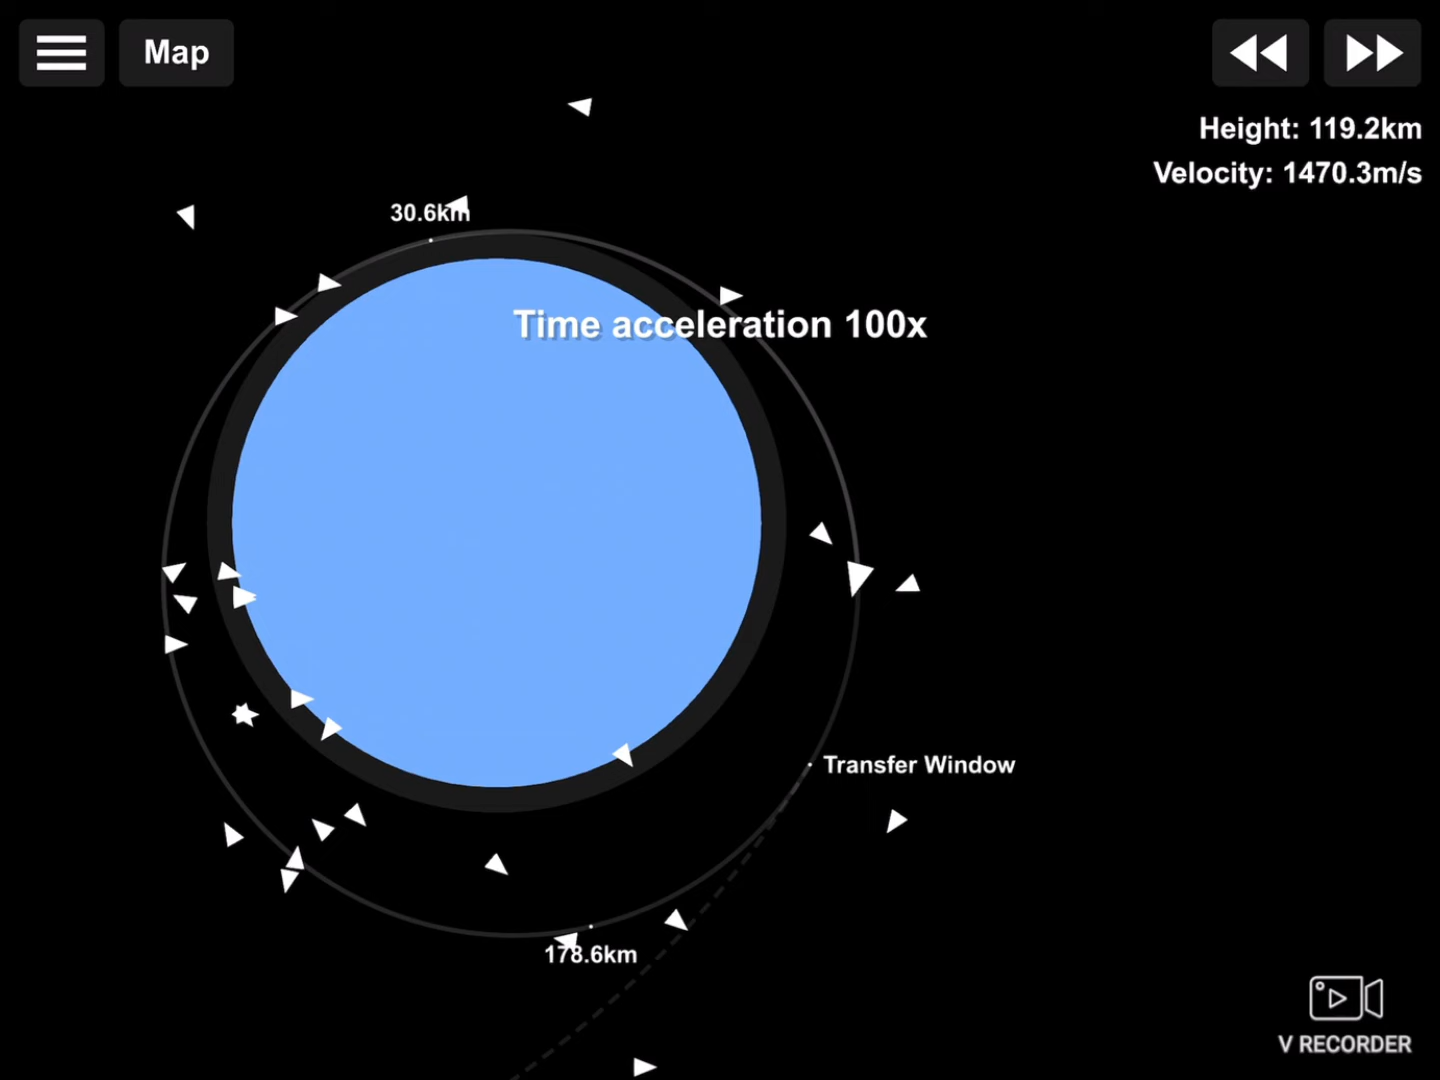 Map
Height: 119.2km
Velocity: 1470.3m/s
30.6km
Time acceleration 100x
Transfer Window
178.6km
V RECORDER